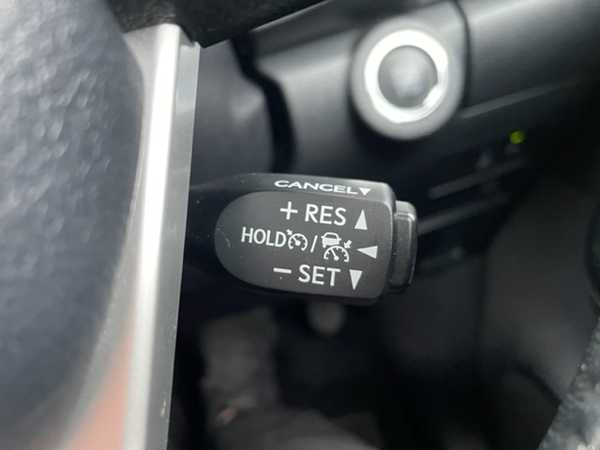 CANCEL▼
+ RES ▲
HOLD / ◄
− SET ▼